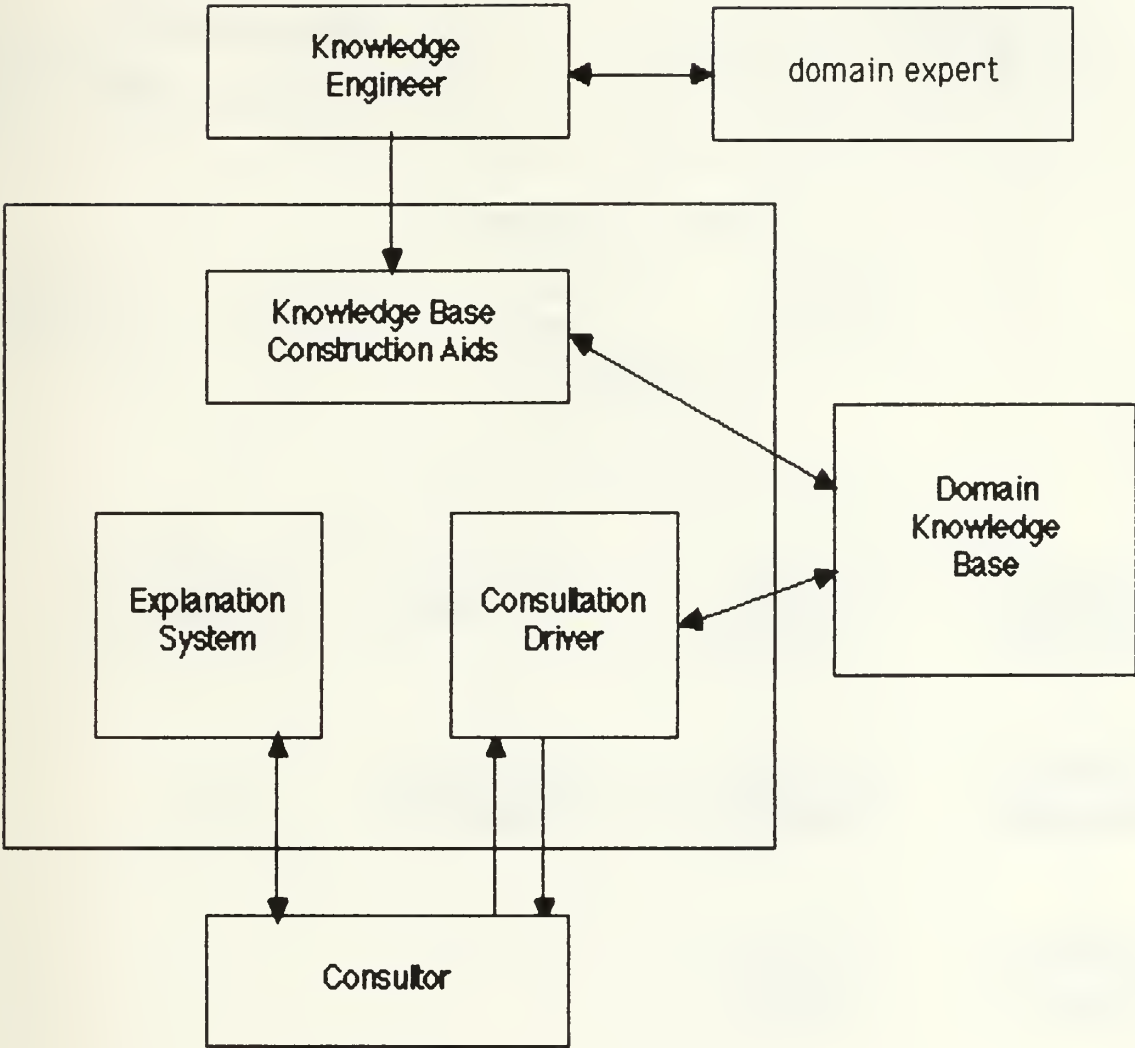 Knowledge
Engineer
domain expert
Knowledge Base
Construction Aids
Domain
Knowledge
Base
Explanation
System
Consultation
Driver
Consultor